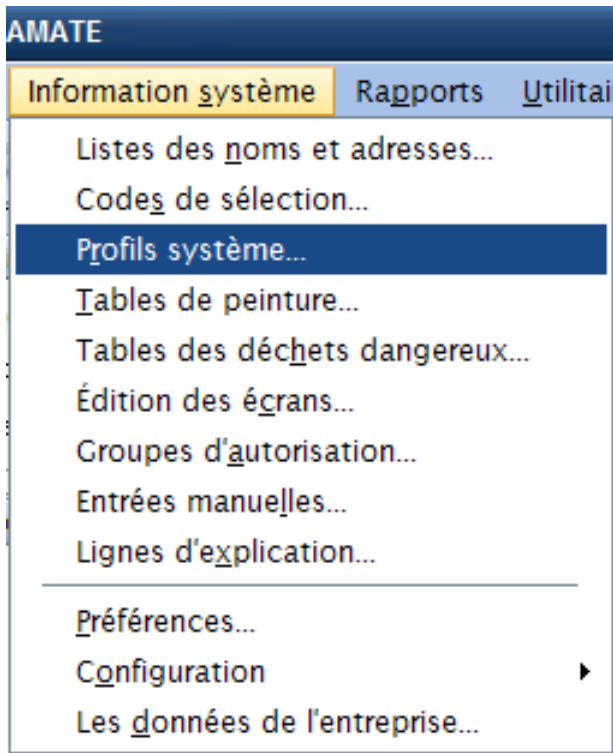 AMATE
Information système Rapports Utilitai
Listes des noms et adresses...
Codes de sélection...
Profils système...
Tables de peinture...
Tables des déchets dangereux...
Édition des écrans...
Groupes d'autorisation...
Entrées manuelles...
Lignes d'explication...
Préférences...
Configuration
Les données de l'entreprise...